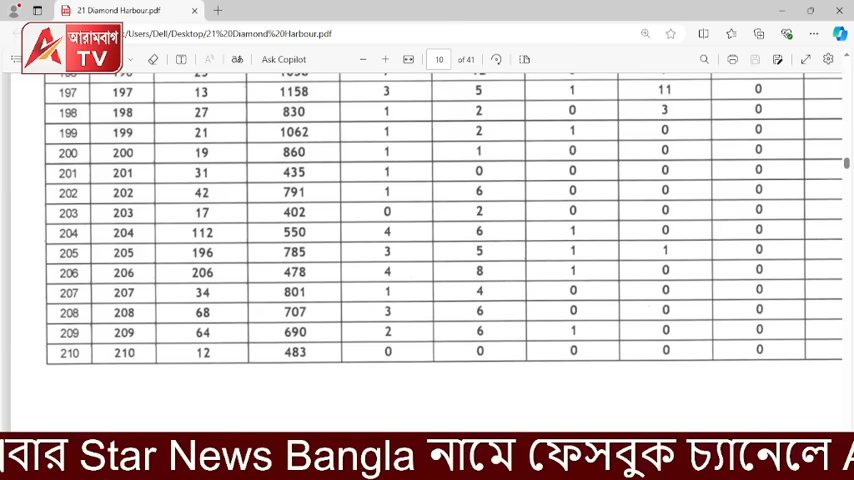 21 Diamond Harbour.pdf
/Users/Dell/Desktop/21%20Diamond%20Harbour.pdf
আরামবাগ
TV
Ask Copilot
10 of 41
197 197 13 1158 3 5 1 11 0
198 198 27 830 1 2 0 3 0
199 199 21 1062 1 2 1 0 0
200 200 19 860 1 1 0 0 0
201 201 31 435 1 0 0 0 0
202 202 42 791 1 6 0 0 0
203 203 17 402 0 2 0 0 0
204 204 112 550 4 6 1 0 0
205 205 196 785 3 5 1 1 0
206 206 206 478 4 8 1 0 0
207 207 34 801 1 4 0 0 0
208 208 68 707 3 6 0 0 0
209 209 64 690 2 6 1 0 0
210 210 12 483 0 0 0 0 0
বার Star News Bangla নামে ফেসবুক চ্যানেলে A